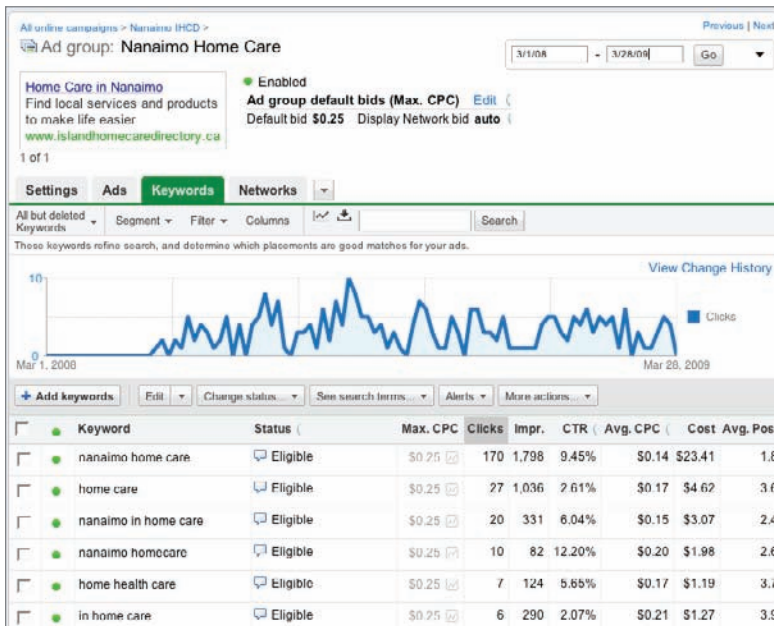 All online campaigns > Nanaimo IHCD >
Previous | Next
Ad group: Nanaimo Home Care
3/1/08 - 3/28/09 Go
Home Care in Nanaimo
Find local services and products
to make life easier
www.islandhomecaredirectory.ca
1 of 1
Enabled
Ad group default bids (Max. CPC) Edit
Default bid $0.25 Display Network bid auto
Settings Ads Keywords Networks
All but deleted
Keywords
Segment Filter Columns Search
These keywords refine search, and determine which placements are good matches for your ads.
View Change History
10
Clicks
0
Mar 1, 2008 Mar 28, 2009
+ Add keywords Edit Change status... See search terms... Alerts More actions...
Keyword Status Max. CPC Clicks Impr. CTR Avg. CPC Cost Avg. Pos
nanaimo home care Eligible $0.25 170 1,798 9.45% $0.14 $23.41 1.8
home care Eligible $0.25 27 1,036 2.61% $0.17 $4.62 3.6
nanaimo in home care Eligible $0.25 20 331 6.04% $0.15 $3.07 2.4
nanaimo homecare Eligible $0.25 10 82 12.20% $0.20 $1.98 2.6
home health care Eligible $0.25 7 124 5.65% $0.17 $1.19 3.7
in home care Eligible $0.25 6 290 2.07% $0.21 $1.27 3.9